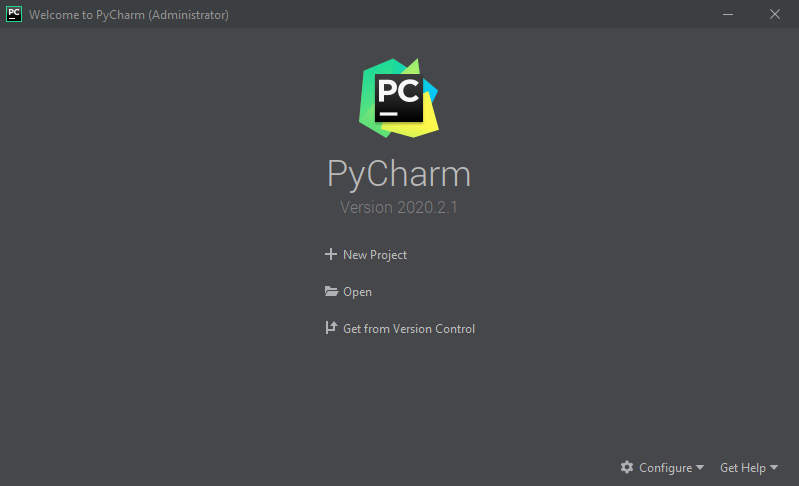 PC
Welcome to PyCharm (Administrator)
PC
PyCharm
Version 2020.2.1
New Project
Open
Get from Version Control
Configure
Get Help